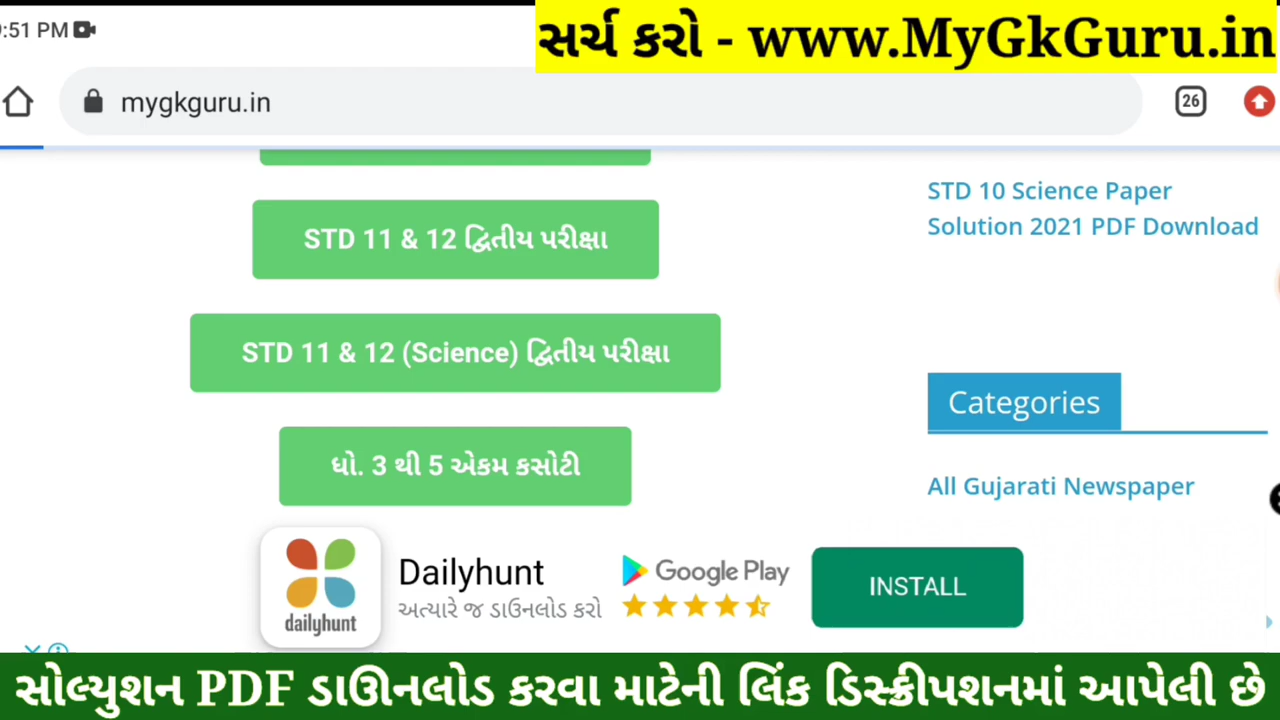 :51 PM
સર્ચ કરો - www.MyGkGuru.in
mygkguru.in
26
STD 10 Science Paper
Solution 2021 PDF Download
STD 11 & 12 દ્વિતીય પરીક્ષા
STD 11 & 12 (Science) દ્વિતીય પરીક્ષા
Categories
ધો. 3 થી 5 એકમ કસોટી
All Gujarati Newspaper
dailyhunt
Dailyhunt
અત્યારે જ ડાઉનલોડ કરો
Google Play
INSTALL
સોલ્યુશન PDF ડાઊનલોડ કરવા માટેની લિંક ડિસ્ક્રીપશનમાં આપેલી છે